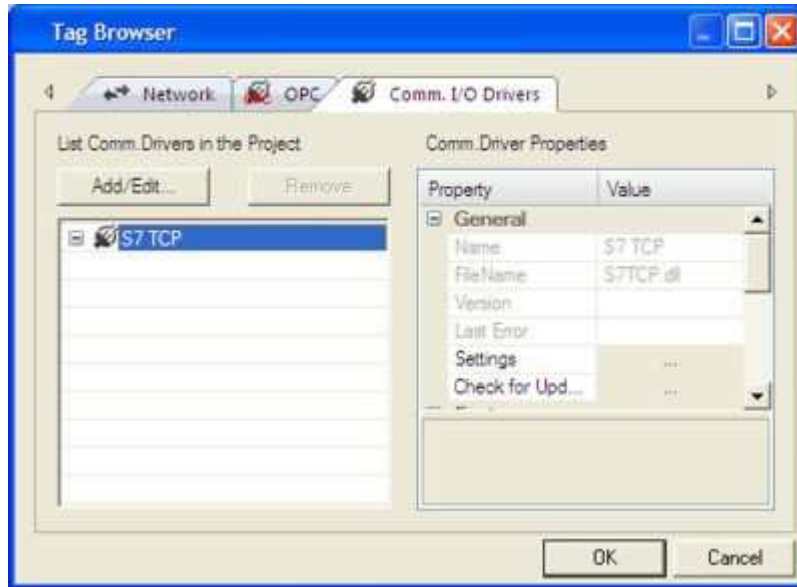 Tag Browser
Network OPC Comm. I/O Drivers
List Comm.Drivers in the Project
Comm.Driver Properties
Add/Edit... Remove
Property Value
S7 TCP
General
Name S7 TCP
FileName S7TCP.dll
Version
Last Error
Settings ...
Check for Upd... ...
OK Cancel